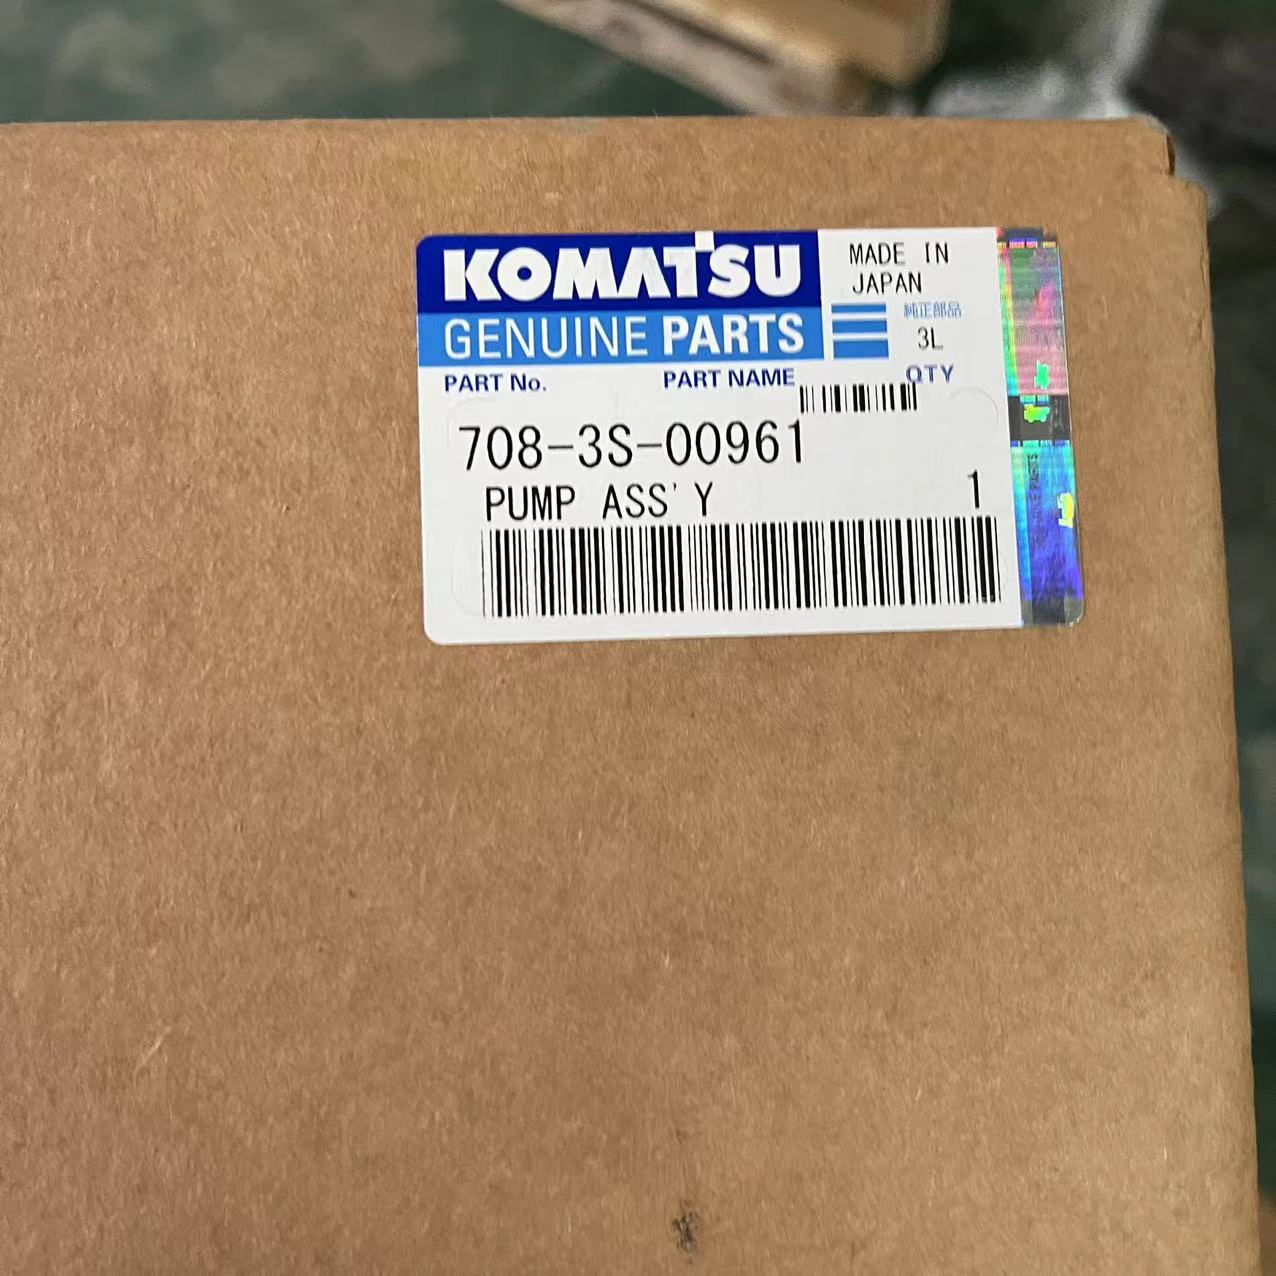 KOMATSU
MADE IN
JAPAN
GENUINE PARTS
純正部品
3L
PART No.
PART NAME
QTY
708-3S-00961
PUMP ASS'Y
1